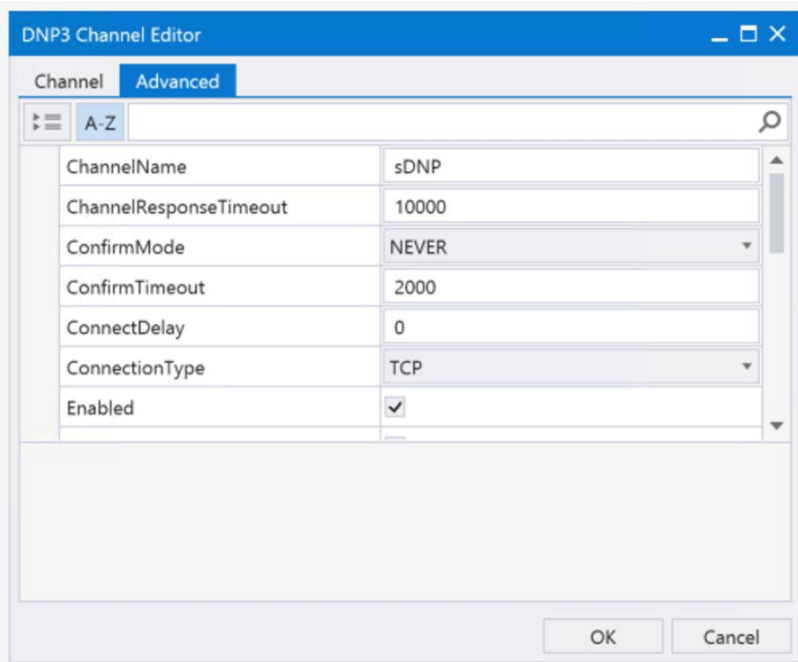 DNP3 Channel Editor
Channel Advanced
A-Z
ChannelName sDNP
ChannelResponseTimeout 10000
ConfirmMode NEVER
ConfirmTimeout 2000
ConnectDelay 0
ConnectionType TCP
Enabled
OK Cancel